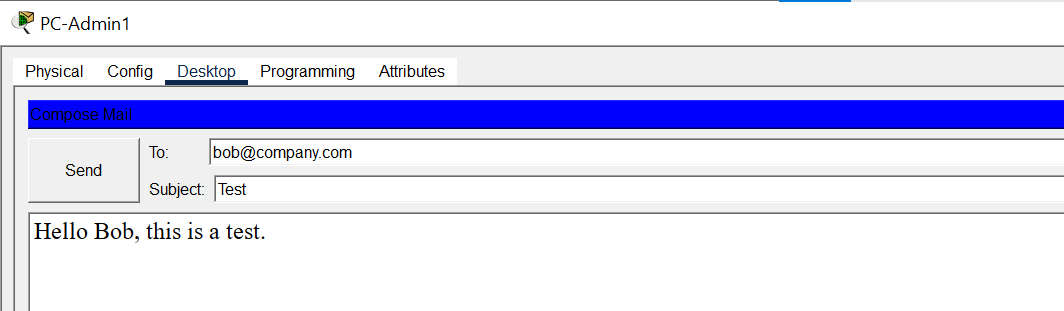 PC-Admin1
Physical Config Desktop Programming Attributes
Compose Mail
Send
To: bob@company.com
Subject: Test
Hello Bob, this is a test.